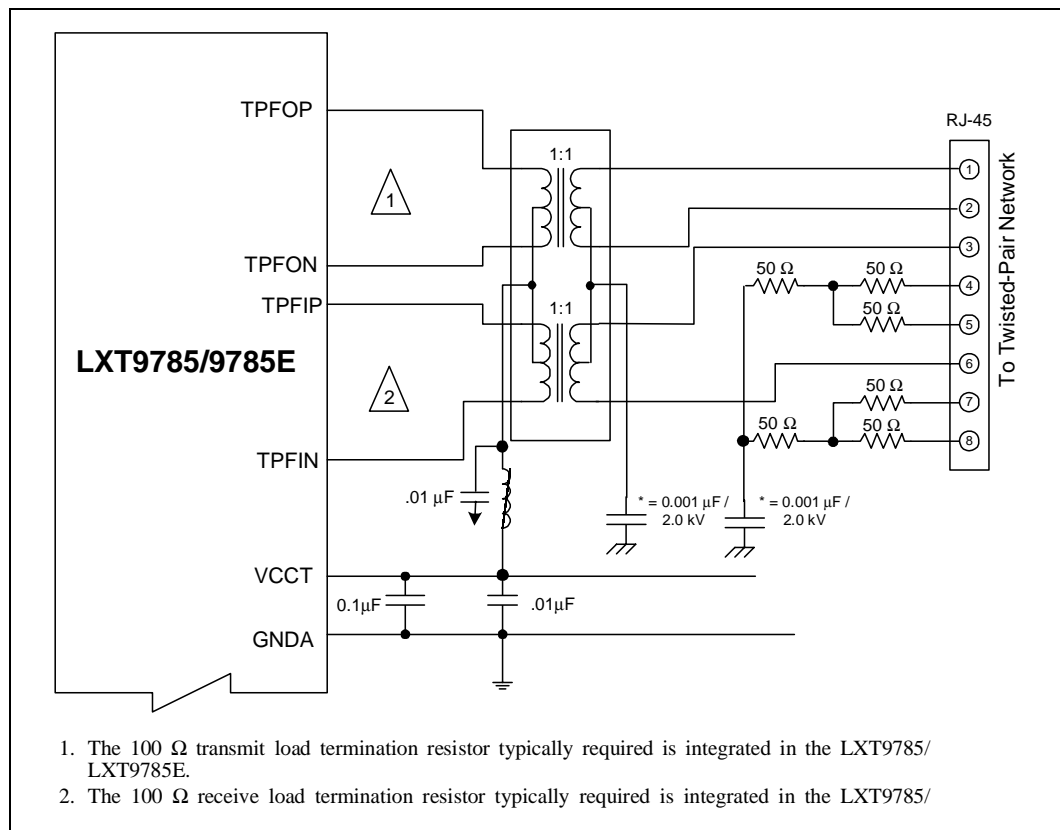 TPFOP
TPFON
TPFIP
TPFIN
VCCT
GNDA
LXT9785/9785E
1
2
1:1
1:1
RJ-45
1
2
3
4
5
6
7
8
To Twisted-Pair Network
50 Ω
50 Ω
50 Ω
50 Ω
50 Ω
50 Ω
.01 µF
* = 0.001 µF /
2.0 kV
* = 0.001 µF /
2.0 kV
0.1µF
.01µF
1. The 100 Ω transmit load termination resistor typically required is integrated in the LXT9785/
LXT9785E.
2. The 100 Ω receive load termination resistor typically required is integrated in the LXT9785/